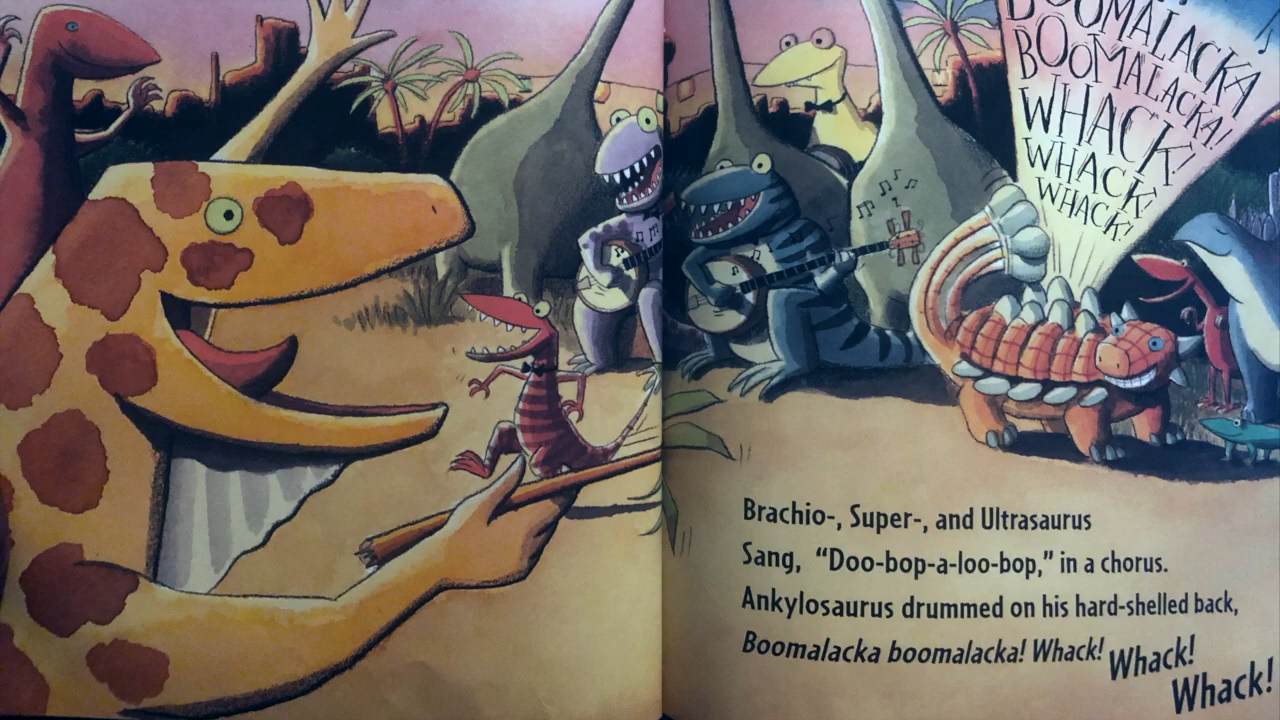 BOOMALACKA
BOOMALACKA!
WHACK!
WHACK!
WHACK!
Brachio-, Super-, and Ultrasaurus
Sang, “Doo-bop-a-loo-bop,” in a chorus.
Ankylosaurus drummed on his hard-shelled back,
Boomalacka boomalacka! Whack! Whack!
Whack!